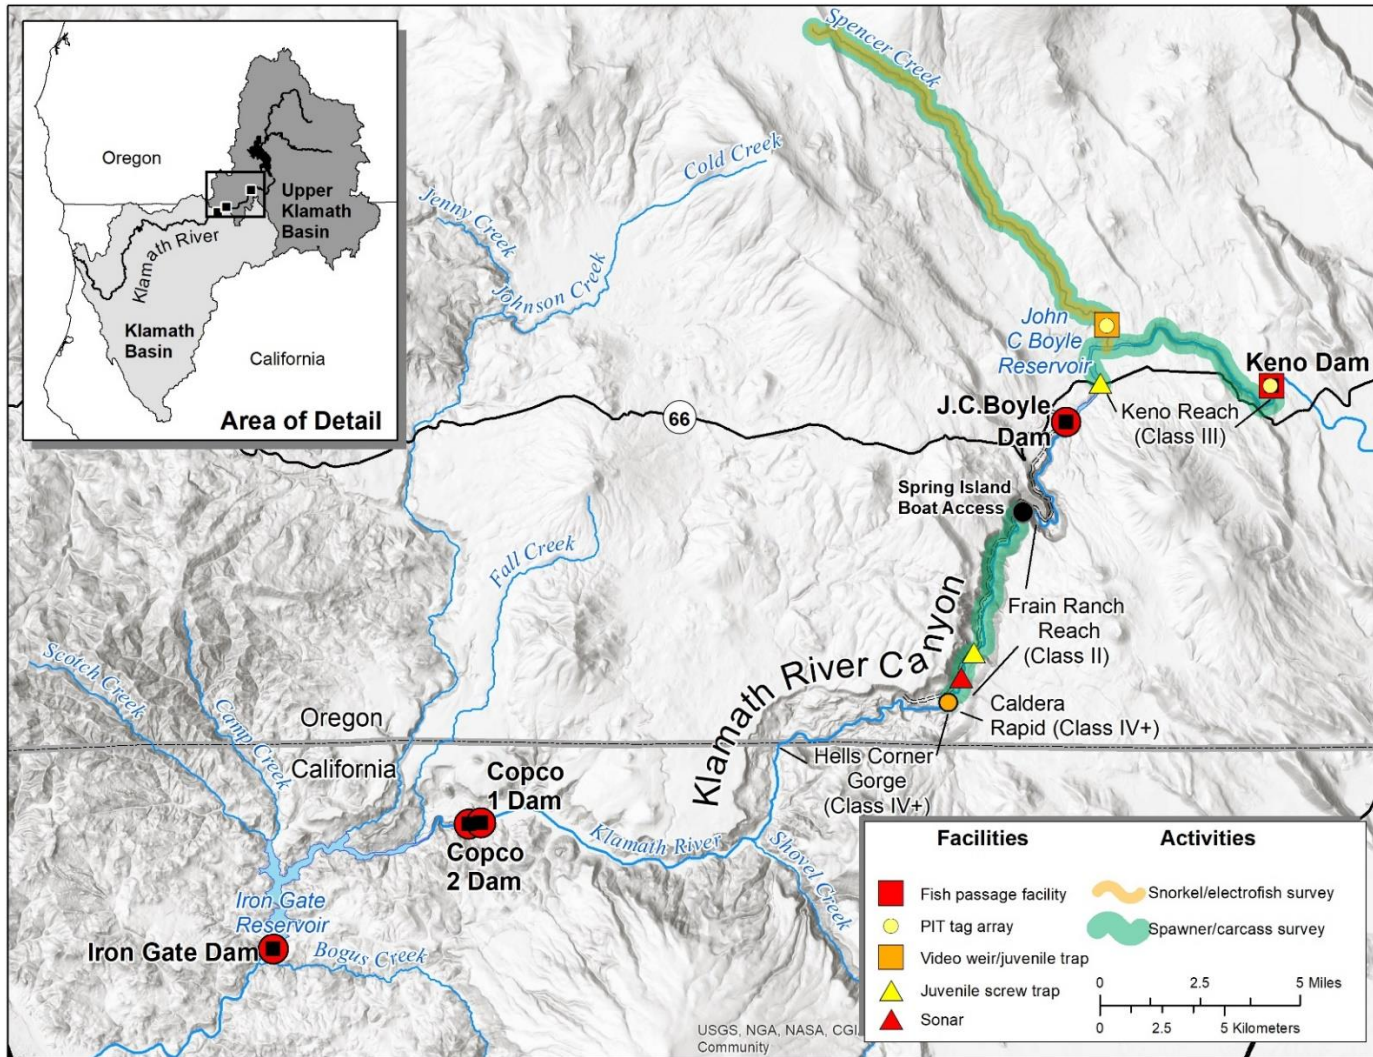 Oregon
Upper
Klamath
Basin
Klamath River
Klamath
Basin
California
Area of Detail
Spencer Creek
Cold Creek
Jenny Creek
Johnson Creek
John
C Boyle
Reservoir
Keno Dam
J.C.Boyle
Dam
Keno Reach
(Class III)
66
Spring Island
Boat Access
Fall Creek
Klamath River Canyon
Frain Ranch
Reach
(Class II)
Scotch Creek
Camp Creek
Oregon
California
Caldera
Rapid (Class IV+)
Hells Corner
Gorge
(Class IV+)
Copco
1 Dam
Copco
2 Dam
Klamath River
Shovel Creek
Iron Gate
Reservoir
Iron Gate Dam
Bogus Creek
Facilities
Fish passage facility
PIT tag array
Video weir/juvenile trap
Juvenile screw trap
Sonar
Activities
Snorkel/electrofish survey
Spawner/carcass survey
0 2.5 5 Miles
0 2.5 5 Kilometers
USGS, NGA, NASA, CGI
Community